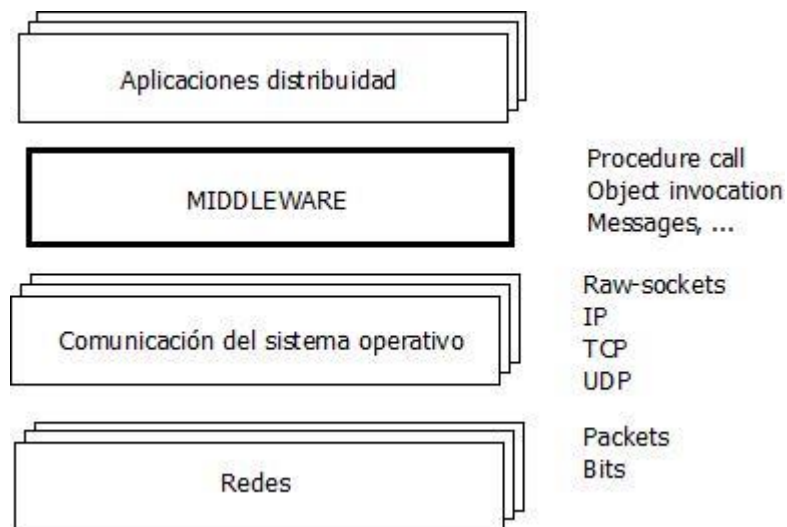 Aplicaciones distribuidad
MIDDLEWARE
Procedure call
Object invocation
Messages, ...
Comunicación del sistema operativo
Raw-sockets
IP
TCP
UDP
Redes
Packets
Bits